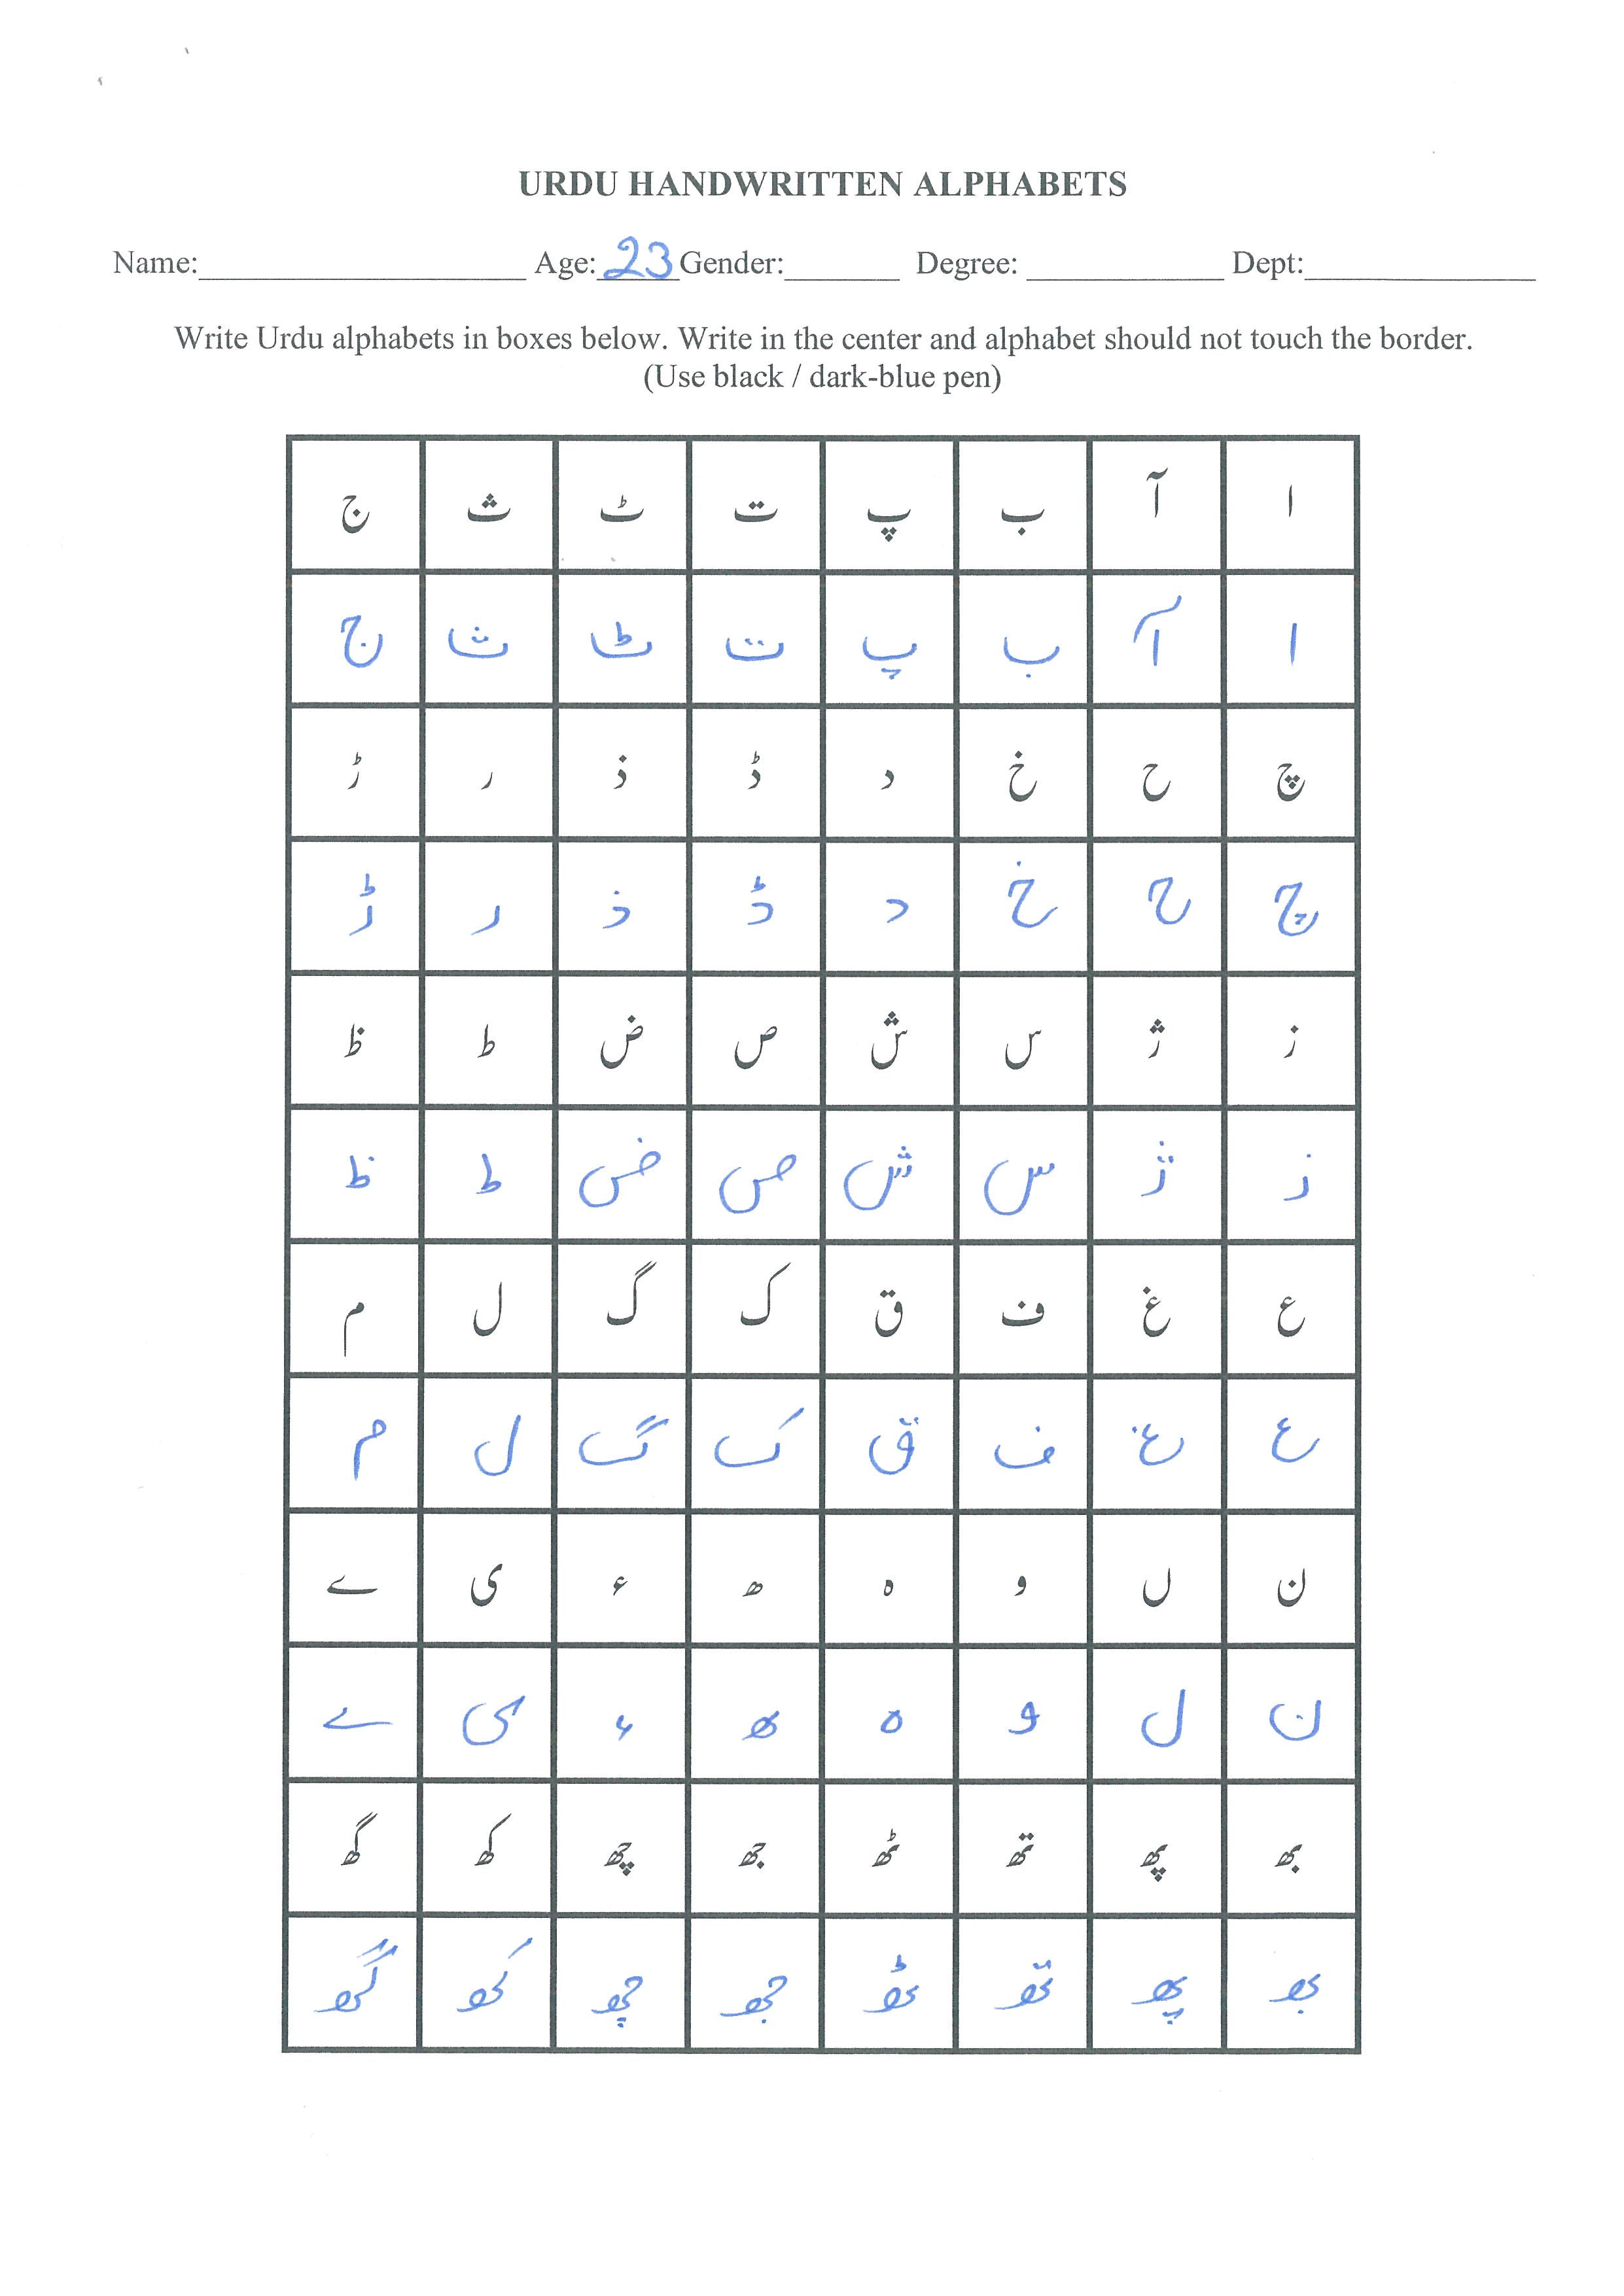 URDU HANDWRITTEN ALPHABETS
Name:____________________ Age: 23 Gender:_______ Degree: ____________ Dept:______________
Write Urdu alphabets in boxes below. Write in the center and alphabet should not touch the border.
(Use black / dark-blue pen)
ا آ ب پ ت ٹ ث ج
ا آ ب پ ت ٹ ث ج
چ ح خ د ڈ ذ ر ڑ
چ ح خ د ڈ ذ ر ڑ
ز ژ س ش ص ض ط ظ
ز ژ س ش ص ض ط ظ
ع غ ف ق ک گ ل م
ع غ ف ق ک گ ل م
ن ں و ہ ھ ء ی ے
ن ل و ہ ھ ء ی ے
بھ پھ تھ ٹھ جھ چھ کھ گھ
بھ پھ تھ ٹھ جھ چھ کھ گھ